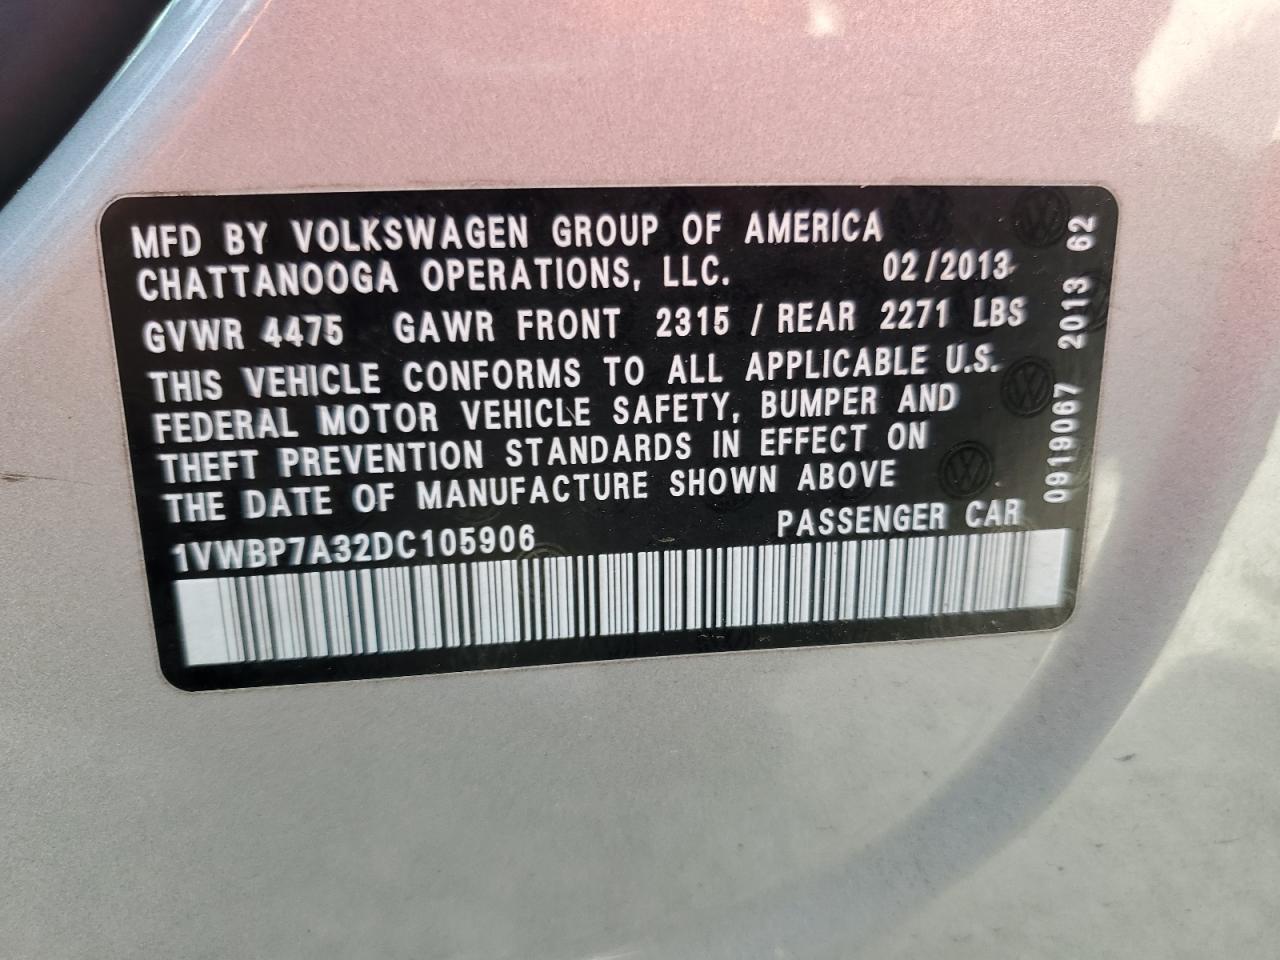 MFD BY VOLKSWAGEN GROUP OF AMERICA
CHATTANOOGA OPERATIONS, LLC. 02/2013
GVWR 4475 GAWR FRONT 2315 / REAR 2271 LBS
THIS VEHICLE CONFORMS TO ALL APPLICABLE U.S.
FEDERAL MOTOR VEHICLE SAFETY, BUMPER AND
THEFT PREVENTION STANDARDS IN EFFECT ON
THE DATE OF MANUFACTURE SHOWN ABOVE
1VWBP7A32DC105906 PASSENGER CAR
0919067 2013 62